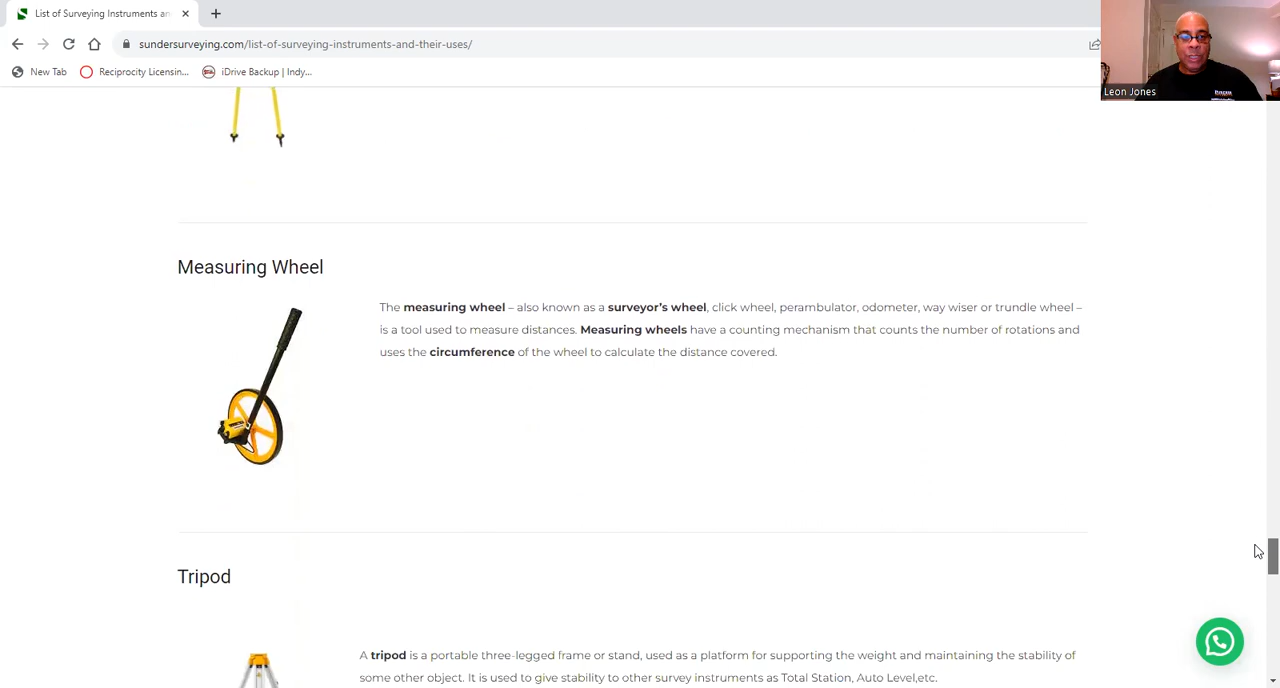 List of Surveying Instruments an
sundersurveying.com/list-of-surveying-instruments-and-their-uses/
New Tab
Reciprocity Licensin...
iDrive Backup | Indy...
Leon Jones
Measuring Wheel
The measuring wheel – also known as a surveyor’s wheel, click wheel, perambulator, odometer, way wiser or trundle wheel –
is a tool used to measure distances. Measuring wheels have a counting mechanism that counts the number of rotations and
uses the circumference of the wheel to calculate the distance covered.
Tripod
A tripod is a portable three-legged frame or stand, used as a platform for supporting the weight and maintaining the stability of
some other object. It is used to give stability to other survey instruments as Total Station, Auto Level,etc.